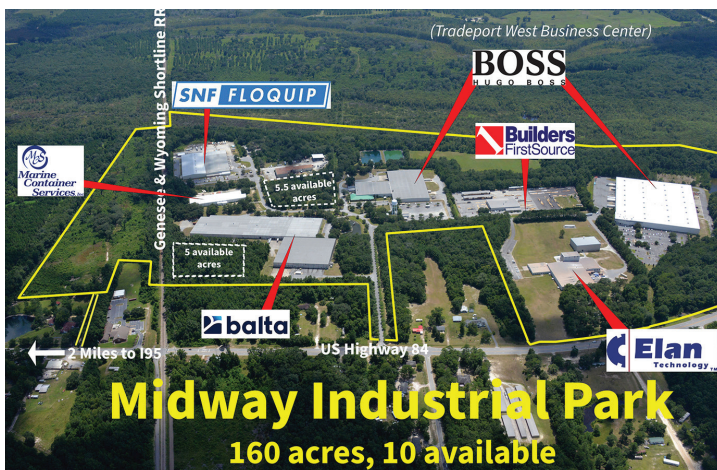 (Tradeport West Business Center)
BOSS
HUGO BOSS
SNF FLOQUIP
Genesee & Wyoming Shortline RR
Builders
FirstSource
Marine
Container
Services, Inc.
5.5 available
acres
5 available
acres
balta
2 Miles to I95
US Highway 84
Elan
Technology™
Midway Industrial Park
160 acres, 10 available